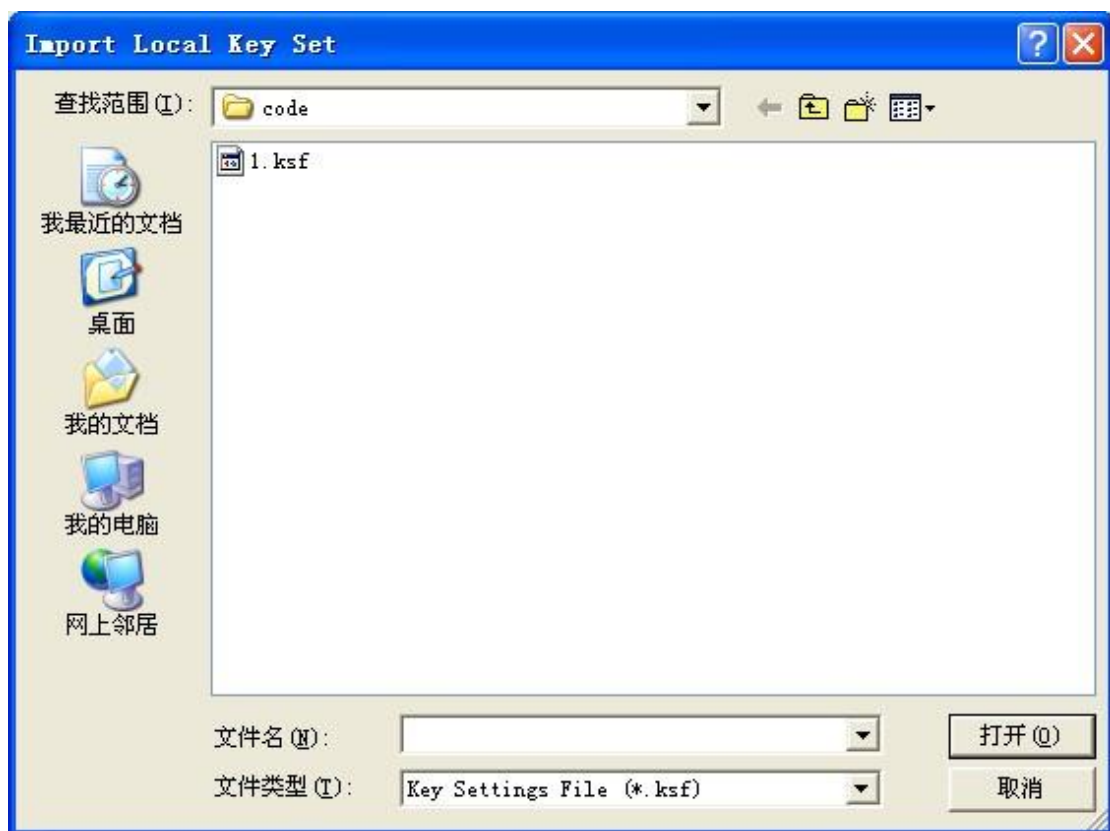 Import Local Key Set
查找范围(I):
code
1.ksf
我最近的文档
桌面
我的文档
我的电脑
网上邻居
文件名(N):
打开(O)
文件类型(T):
Key Settings File (*.ksf)
取消